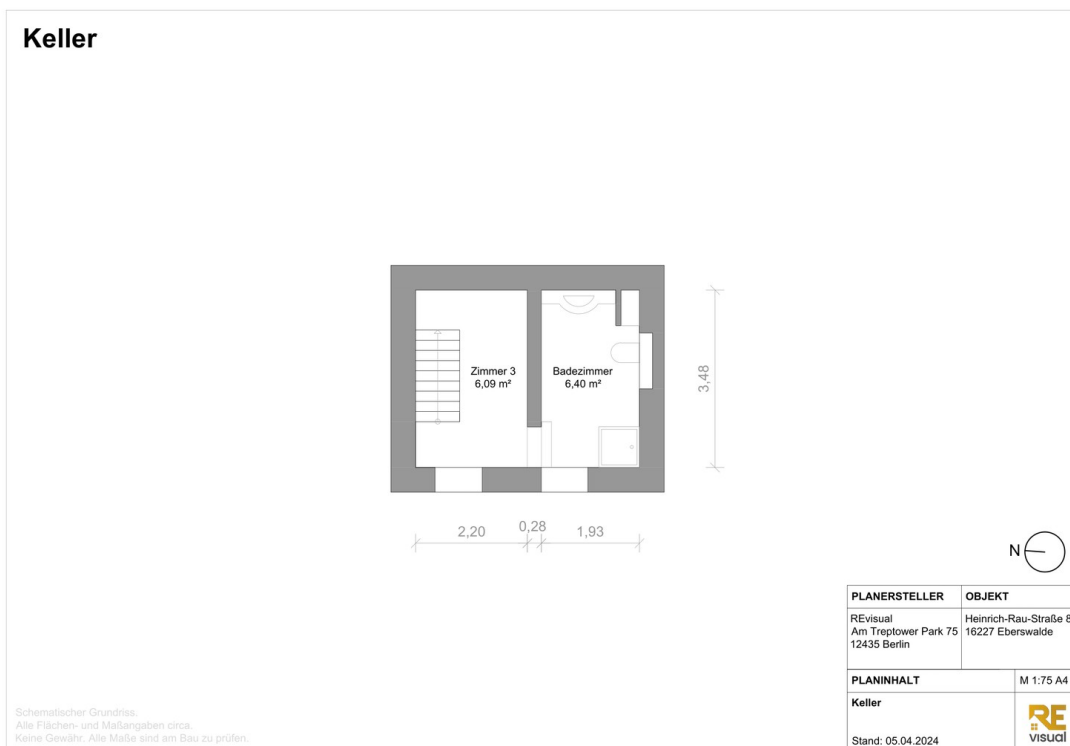 Keller
Zimmer 3
6,09 m²
Badezimmer
6,40 m²
3,48
2,20
0,28
1,93
N
PLANERSTELLER
OBJEKT
REvisual
Am Treptower Park 75
12435 Berlin
Heinrich-Rau-Straße 8
16227 Eberswalde
PLANINHALT
M 1:75 A4
Keller
Stand: 05.04.2024
RE
visual
Schematischer Grundriss.
Alle Flächen- und Maßangaben circa.
Keine Gewähr. Alle Maße sind am Bau zu prüfen.